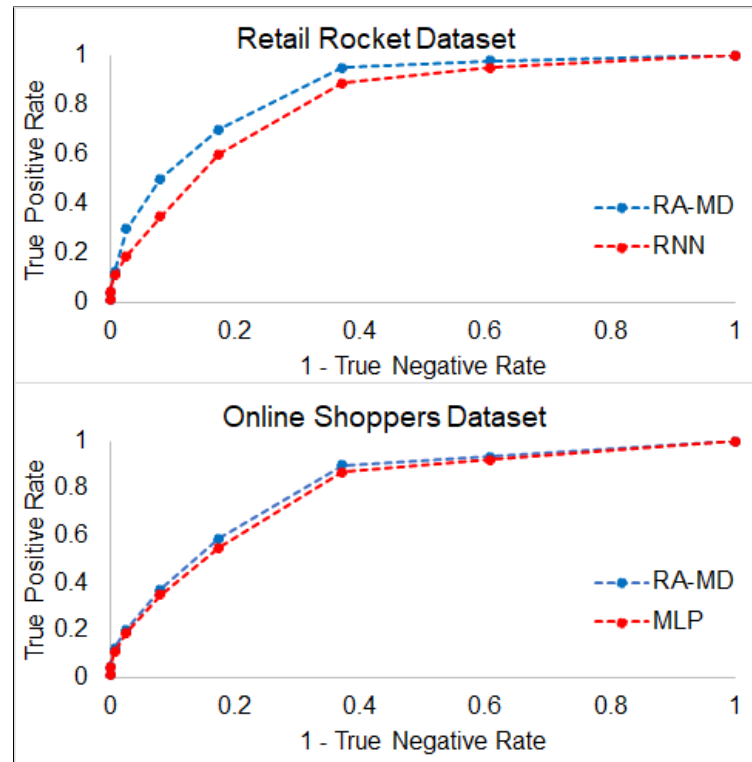 Retail Rocket Dataset
True Positive Rate
1
0.8
0.6
0.4
0.2
0
RA-MD
RNN
0 0.2 0.4 0.6 0.8 1
1 - True Negative Rate
Online Shoppers Dataset
True Positive Rate
1
0.8
0.6
0.4
0.2
0
RA-MD
MLP
0 0.2 0.4 0.6 0.8 1
1 - True Negative Rate